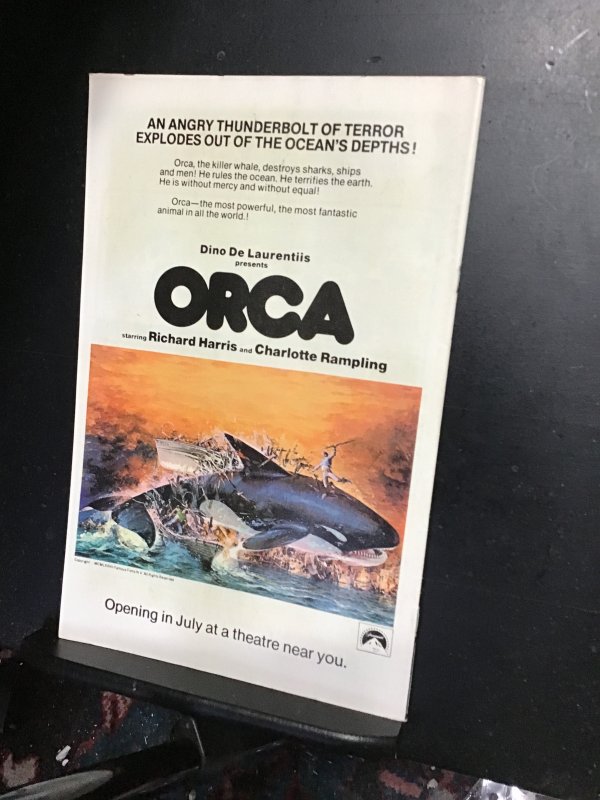 AN ANGRY THUNDERBOLT OF TERROR
EXPLODES OUT OF THE OCEAN'S DEPTHS!
Orca, the killer whale, destroys sharks, ships
and men! He rules the ocean. He terrifies the earth.
He is without mercy and without equal!
Orca—the most powerful, the most fantastic
animal in all the world.!
Dino De Laurentiis
presents
ORCA
starring Richard Harris and Charlotte Rampling
Opening in July at a theatre near you.